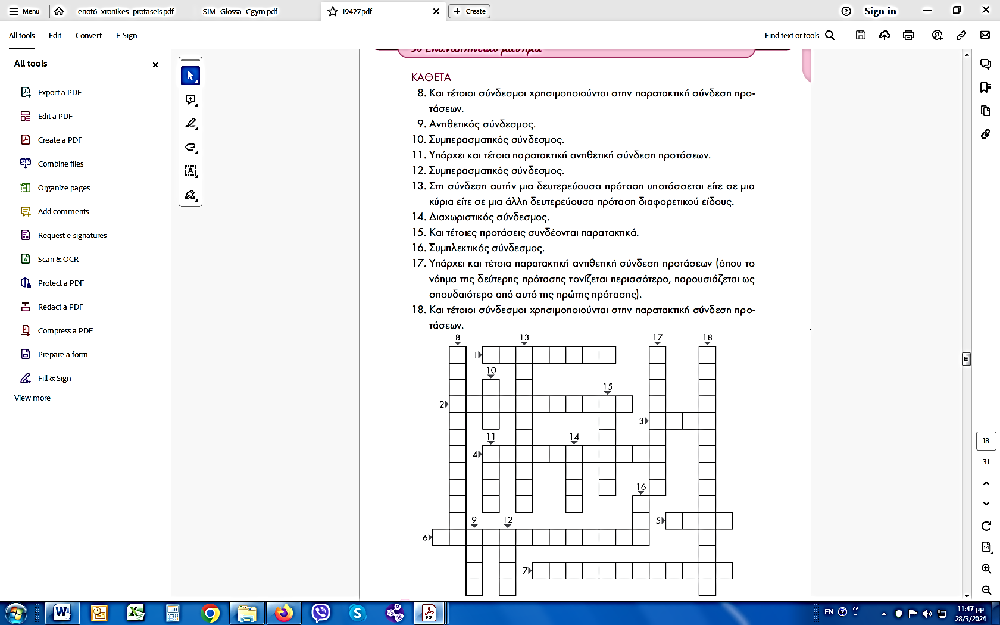 Menu
enot6_xronikes_protaseis.pdf
SIM_Glossa_Cgym.pdf
19427.pdf
Create
Sign in
All tools
Edit
Convert
E-Sign
Find text or tools
All tools
Export a PDF
Edit a PDF
Create a PDF
Combine files
Organize pages
Add comments
Request e-signatures
Scan & OCR
Protect a PDF
Redact a PDF
Compress a PDF
Prepare a form
Fill & Sign
View more
ΚΑΘΕΤΑ
8. Και τέτοιοι σύνδεσμοι χρησιμοποιούνται στην παρατακτική σύνδεση προ-
τάσεων.
9. Αντιθετικός σύνδεσμος.
10. Συμπερασματικός σύνδεσμος.
11. Υπάρχει και τέτοια παρατακτική αντιθετική σύνδεση προτάσεων.
12. Συμπερασματικός σύνδεσμος.
13. Στη σύνδεση αυτήν μια δευτερεύουσα πρόταση υποτάσσεται είτε σε μια
κύρια είτε σε μια άλλη δευτερεύουσα πρόταση διαφορετικού είδους.
14. Διαχωριστικός σύνδεσμος.
15. Και τέτοιες προτάσεις συνδέονται παρατακτικά.
16. Συμπλεκτικός σύνδεσμος.
17. Υπάρχει και τέτοια παρατακτική αντιθετική σύνδεση προτάσεων (όπου το
νόημα της δεύτερης πρότασης τονίζεται περισσότερο, παρουσιάζεται ως
σπουδαιότερο από αυτό της πρώτης πρότασης).
18. Και τέτοιοι σύνδεσμοι χρησιμοποιούνται στην παρατακτική σύνδεση προ-
τάσεων.
8 13 17 18
1
10
15
2
3
11 14
4
16
9 12
5
6
7
18
31
EN
11:47 μμ
28/3/2024